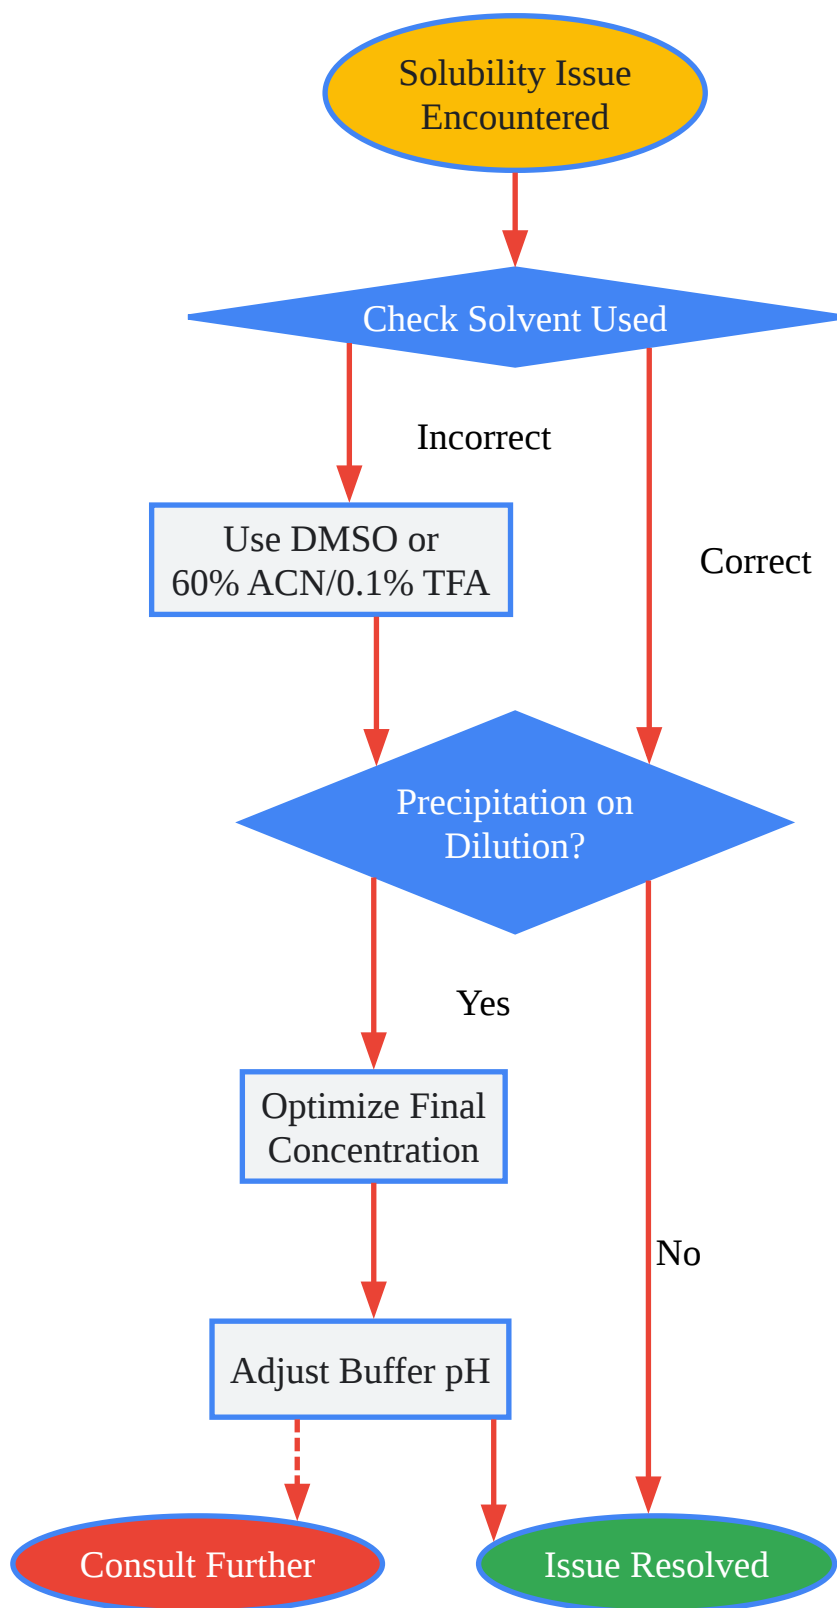 Solubility Issue
Encountered
Check Solvent Used
Incorrect
Use DMSO or
60% ACN/0.1% TFA
Correct
Precipitation on
Dilution?
Yes
Optimize Final
Concentration
No
Adjust Buffer pH
Consult Further
Issue Resolved